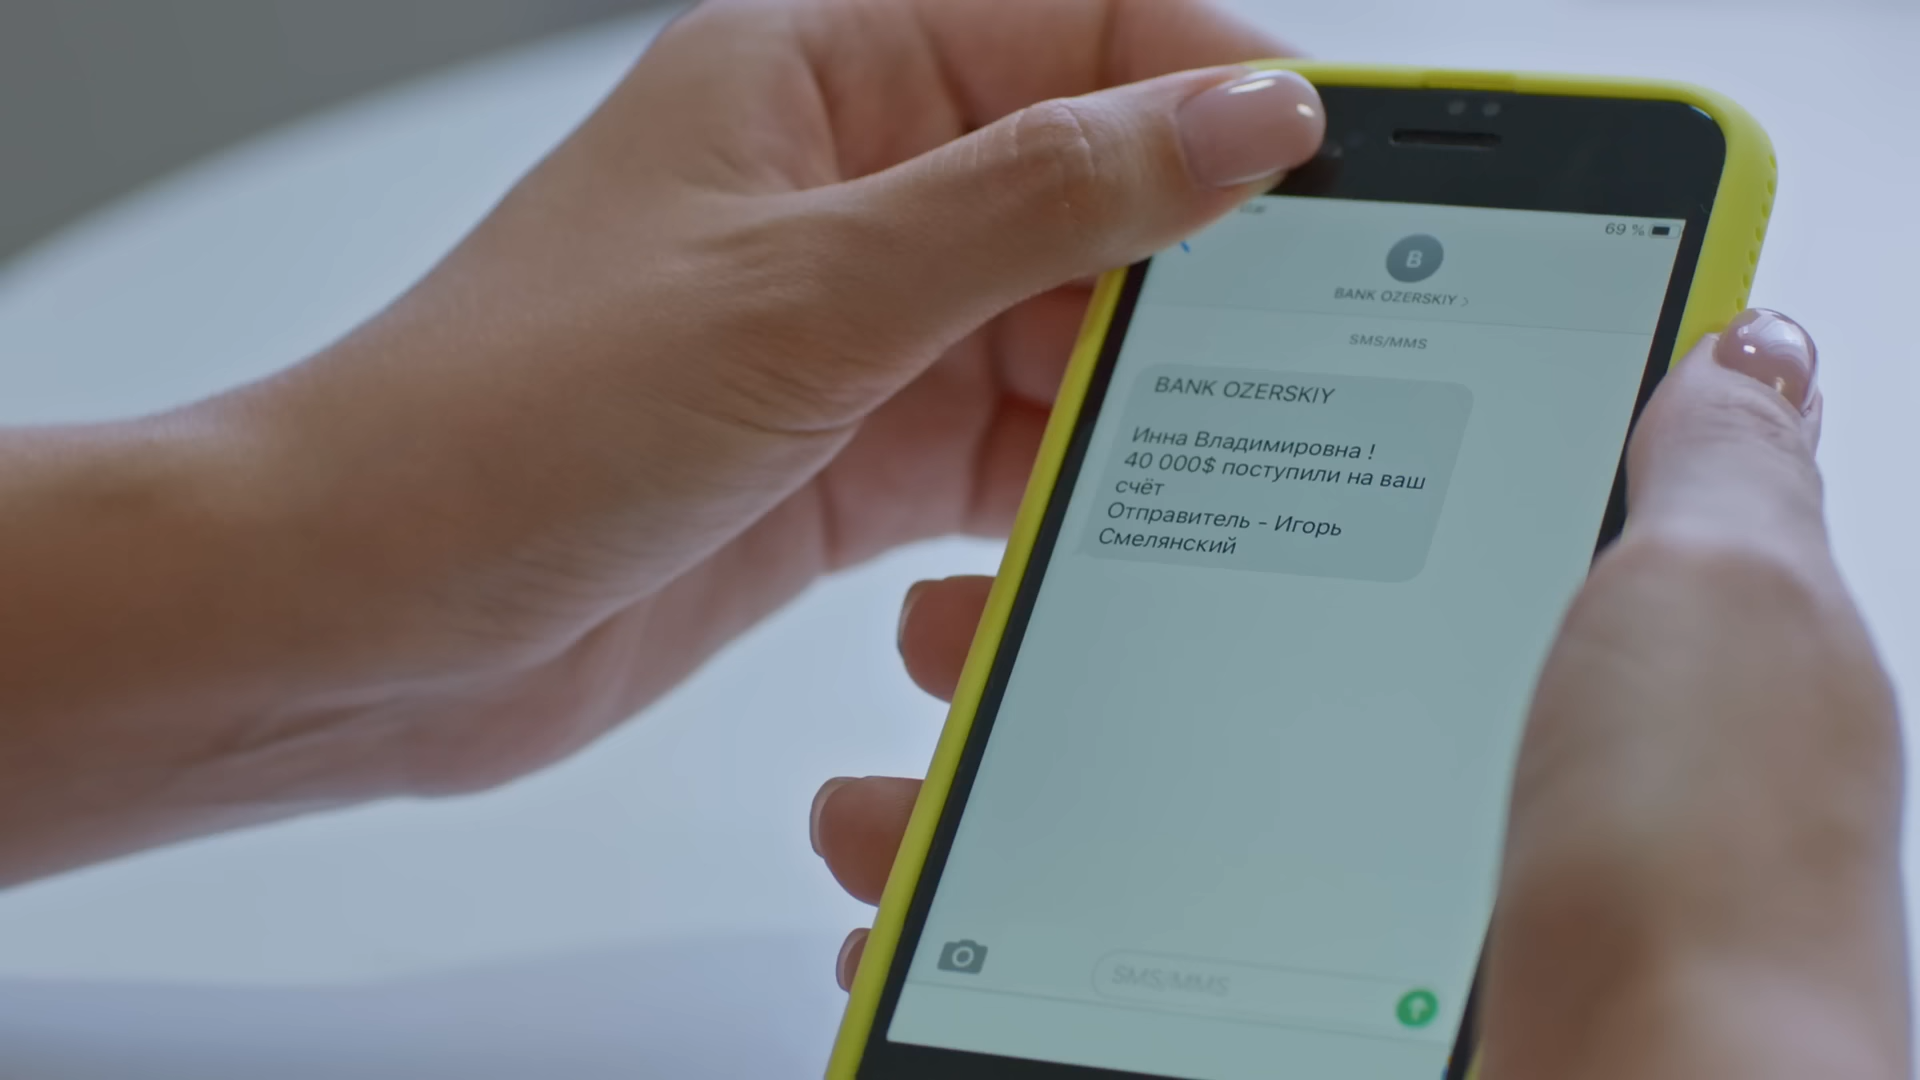 69 %
B
BANK OZERSKIY
SMS/MMS
BANK OZERSKIY
Инна Владимировна !
40 000$ поступили на ваш
счёт
Отправитель - Игорь
Смелянский
SMS/MMS